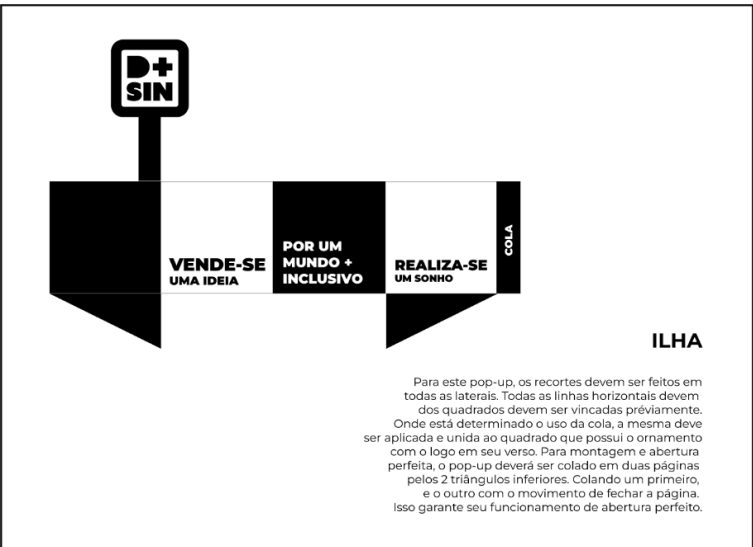 D+
SIN
VENDE-SE
UMA IDEIA
POR UM
MUNDO +
INCLUSIVO
REALIZA-SE
UM SONHO
COLA
ILHA
Para este pop-up, os recortes devem ser feitos em
todas as laterais. Todas as linhas horizontais devem
dos quadrados devem ser vincadas préviamente.
Onde está determinado o uso da cola, a mesma deve
ser aplicada e unida ao quadrado que possui o ornamento
com o logo em seu verso. Para montagem e abertura
perfeita, o pop-up deverá ser colado em duas páginas
pelos 2 triângulos inferiores. Colando um primeiro,
e o outro com o movimento de fechar a página.
Isso garante seu funcionamento de abertura perfeito.